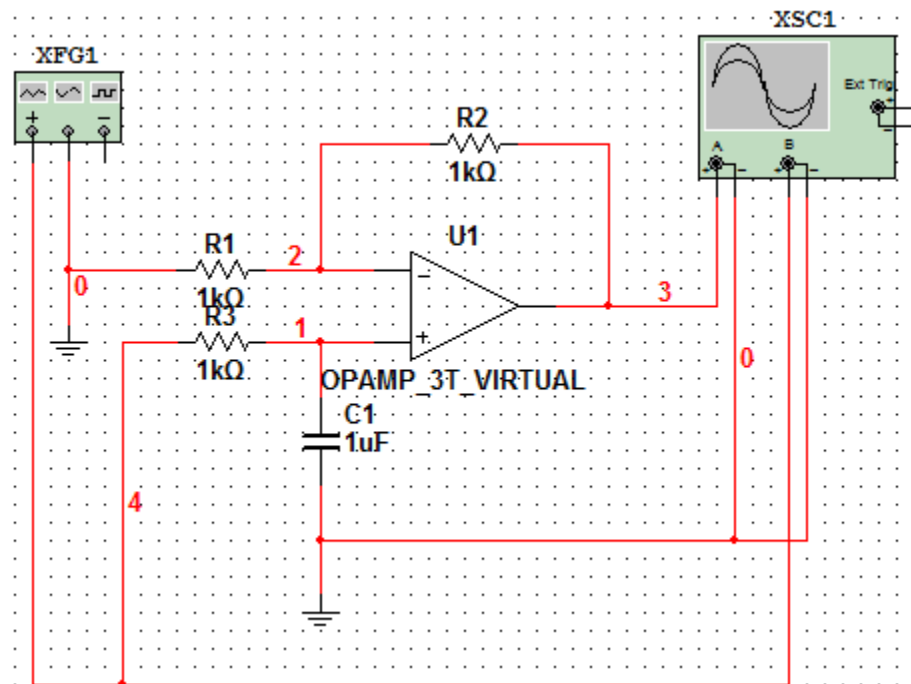 XSC1
XFG1
Ext Trig
+
-
+ -
A B
+ - + -
R2
1kΩ
U1
R1
2
-
0
1kΩ
3
R3
1
+
1kΩ
0
OPAMP_3T_VIRTUAL
C1
1uF
4